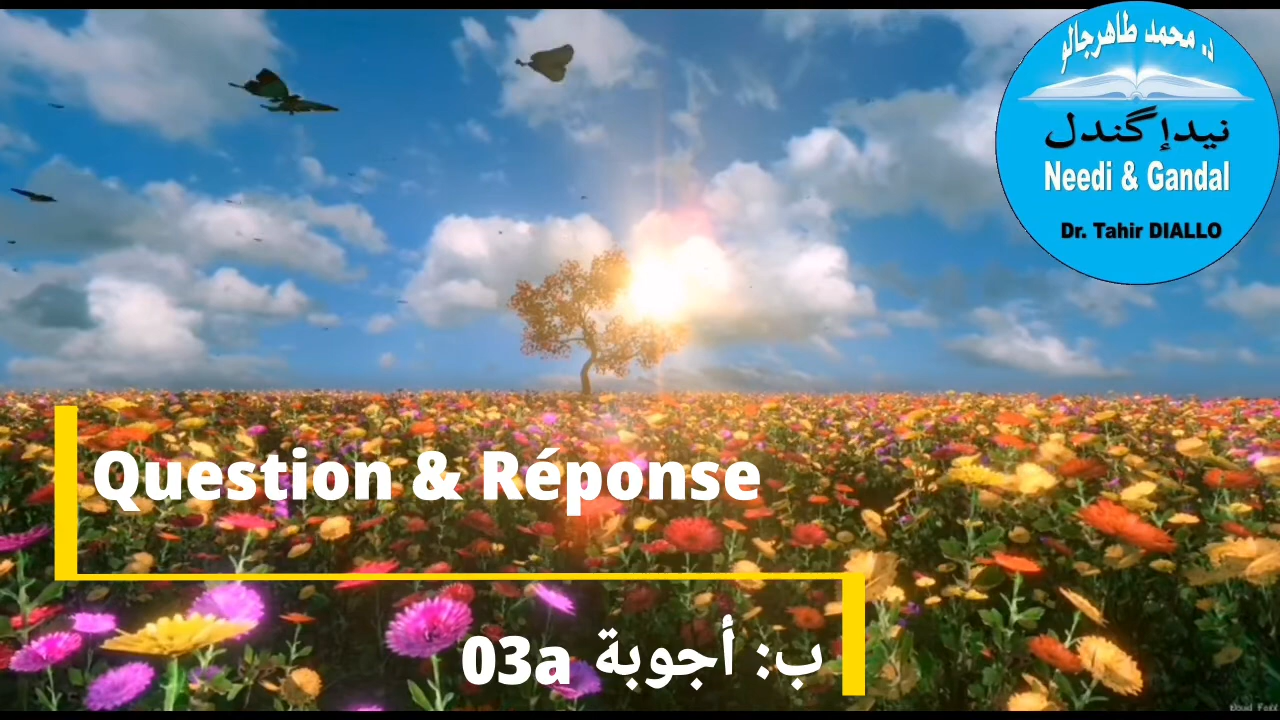 د. محمد طاهرجالو
نيدإگندل
Needi & Gandal
Dr. Tahir DIALLO
Question & Réponse
ب: أجوبة 03a